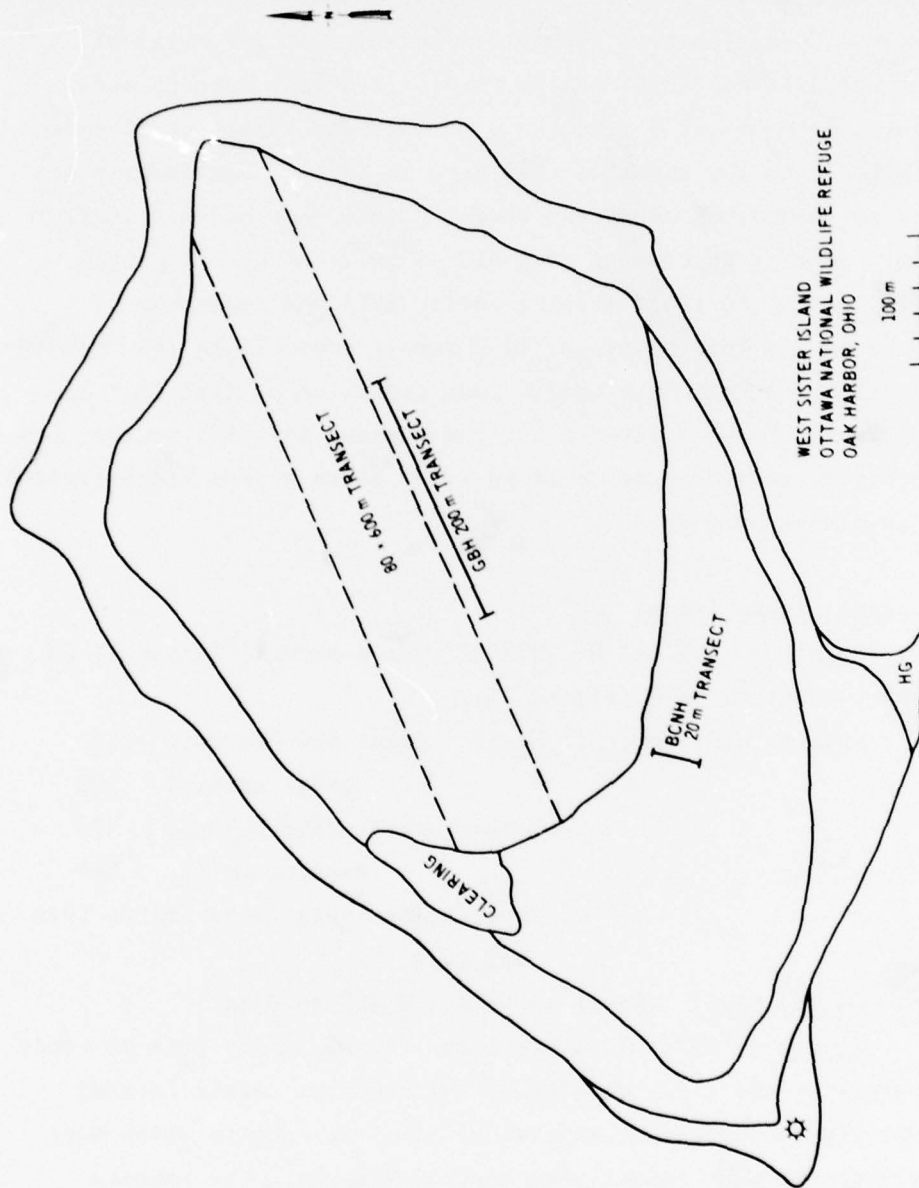 N
80 × 600 m TRANSECT
GBH 200 m TRANSECT
CLEARING
BCNH
20 m TRANSECT
HG
WEST SISTER ISLAND
OTTAWA NATIONAL WILDLIFE REFUGE
OAK HARBOR, OHIO
100 m